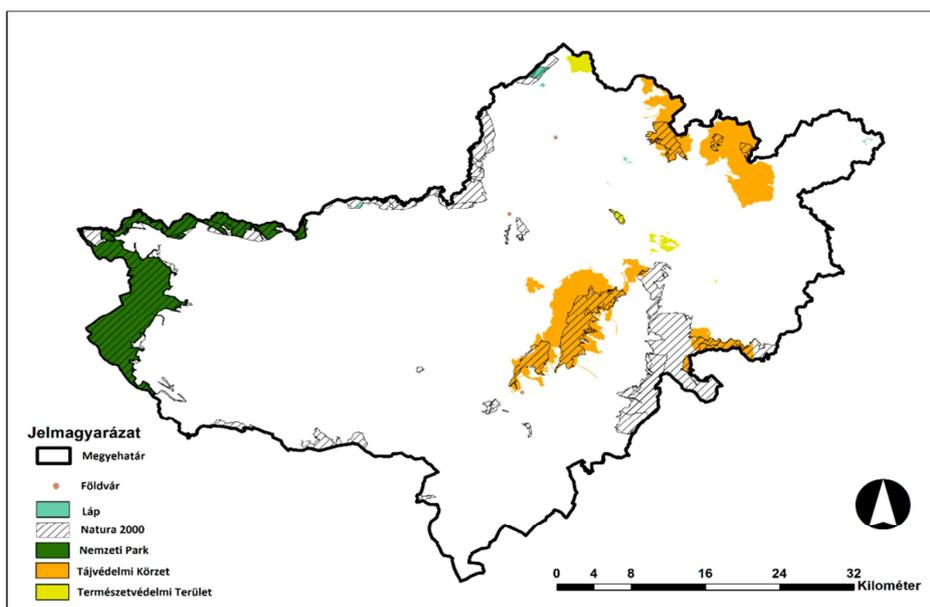 Jelmagyarázat
Megyehatár
Földvár
Láp
Natura 2000
Nemzeti Park
Tájvédelmi Körzet
Természetvédelmi Terület
0 4 8 16 24 32
Kilométer